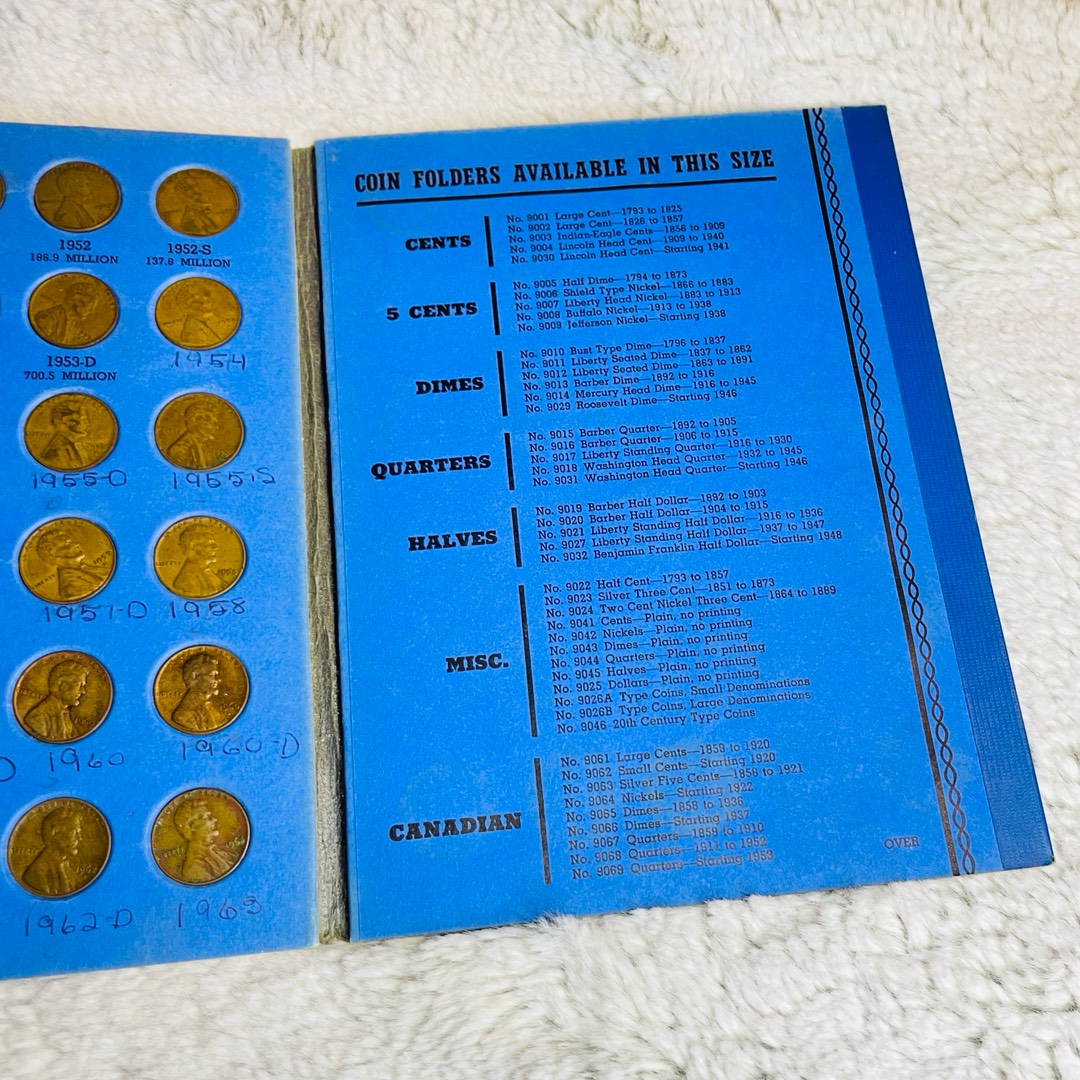 1952
186.9 MILLION
1952-S
137.8 MILLION
1953-D
700.5 MILLION
1954
1955-D
1955-S
1957-D
1958
1960
1960-D
1962-D
1963
COIN FOLDERS AVAILABLE IN THIS SIZE
CENTS
No. 9001 Large Cent—1793 to 1825
No. 9002 Large Cent—1826 to 1857
No. 9003 Indian-Eagle Cents—1856 to 1909
No. 9004 Lincoln Head Cent—1909 to 1940
No. 9030 Lincoln Head Cent—Starting 1941
5 CENTS
No. 9005 Half Dime—1794 to 1873
No. 9006 Shield Type Nickel—1866 to 1883
No. 9007 Liberty Head Nickel—1883 to 1913
No. 9008 Buffalo Nickel—1913 to 1938
No. 9009 Jefferson Nickel—Starting 1938
DIMES
No. 9010 Bust Type Dime—1796 to 1837
No. 9011 Liberty Seated Dime—1837 to 1862
No. 9012 Liberty Seated Dime—1863 to 1891
No. 9013 Barber Dime—1892 to 1916
No. 9014 Mercury Head Dime—1916 to 1945
No. 9029 Roosevelt Dime—Starting 1946
QUARTERS
No. 9015 Barber Quarter—1892 to 1905
No. 9016 Barber Quarter—1906 to 1915
No. 9017 Liberty Standing Quarter—1916 to 1930
No. 9018 Washington Head Quarter—1932 to 1945
No. 9031 Washington Head Quarter—Starting 1946
HALVES
No. 9019 Barber Half Dollar—1892 to 1903
No. 9020 Barber Half Dollar—1904 to 1915
No. 9021 Liberty Standing Half Dollar—1916 to 1936
No. 9027 Liberty Standing Half Dollar—1937 to 1947
No. 9032 Benjamin Franklin Half Dollar—Starting 1948
MISC.
No. 9022 Half Cent—1793 to 1857
No. 9023 Silver Three Cent—1851 to 1873
No. 9024 Two Cent Nickel Three Cent—1864 to 1889
No. 9041 Cents—Plain, no printing
No. 9042 Nickels—Plain, no printing
No. 9043 Dimes—Plain, no printing
No. 9044 Quarters—Plain, no printing
No. 9045 Halves—Plain, no printing
No. 9025 Dollars—Plain, no printing
No. 9026A Type Coins, Small Denominations
No. 9026B Type Coins, Large Denominations
No. 9046 20th Century Type Coins
CANADIAN
No. 9061 Large Cents—1859 to 1920
No. 9062 Small Cents—Starting 1920
No. 9063 Silver Five Cents—1858 to 1921
No. 9064 Nickels—Starting 1922
No. 9065 Dimes—1858 to 1936
No. 9066 Dimes—Starting 1937
No. 9067 Quarters—1858 to 1910
No. 9068 Quarters—1911 to 1952
No. 9069 Quarters—Starting 1953
OVER